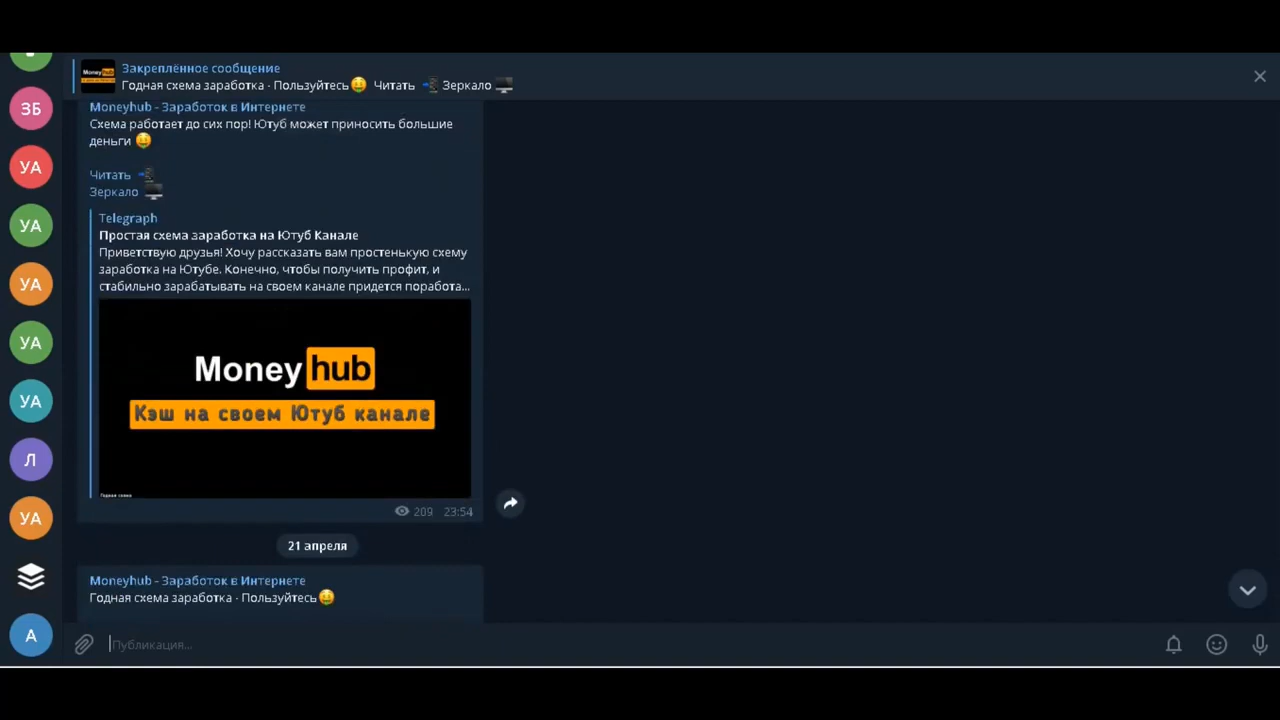 Закреплённое сообщение
Годная схема заработка - Пользуйтесь🤑 Читать 📲 Зеркало 🖥️
Moneyhub - Заработок в Интернете
Схема работает до сих пор! Ютуб может приносить большие
деньги 🤑
Читать 📲
Зеркало 🖥️
Telegraph
Простая схема заработка на Ютуб Канале
Приветствую друзья! Хочу рассказать вам простенькую схему
заработка на Ютубе. Конечно, чтобы получить профит, и
стабильно зарабатывать на своем канале придется поработа...
Money hub
Кэш на своем Ютуб канале
Годная схема
209 23:54
21 апреля
Moneyhub - Заработок в Интернете
Годная схема заработка - Пользуйтесь🤑
Публикация...
ЗБ
УА
УА
УА
УА
УА
Л
УА
А